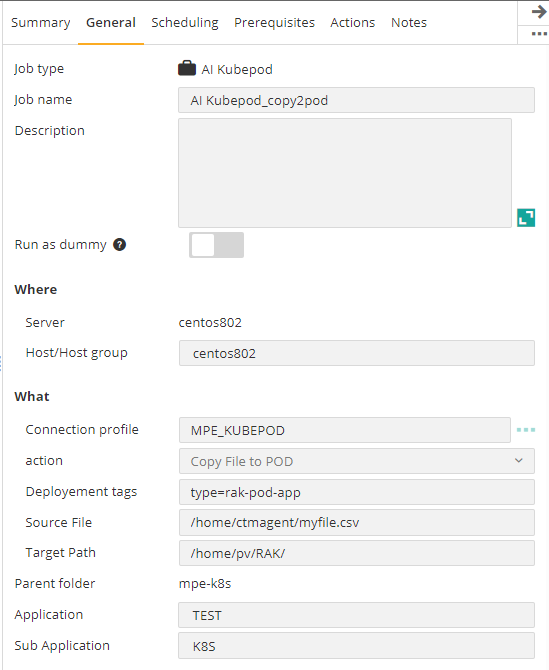 Summary General Scheduling Prerequisites Actions Notes
Job type AI Kubepod
Job name AI Kubepod_copy2pod
Description
Run as dummy ?
Where
Server centos802
Host/Host group centos802
What
Connection profile MPE_KUBEPOD
action Copy File to POD
Deployement tags type=rak-pod-app
Source File /home/ctmagent/myfile.csv
Target Path /home/pv/RAK/
Parent folder mpe-k8s
Application TEST
Sub Application K8S